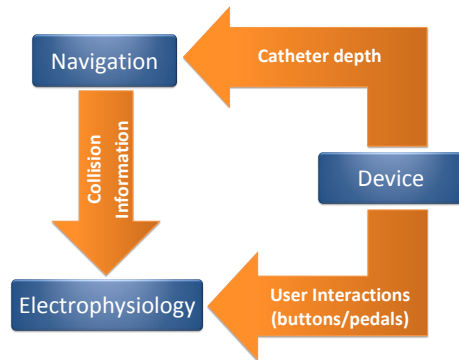 Navigation
Catheter depth
Collision
Information
Device
Electrophysiology
User Interactions
(buttons/pedals)